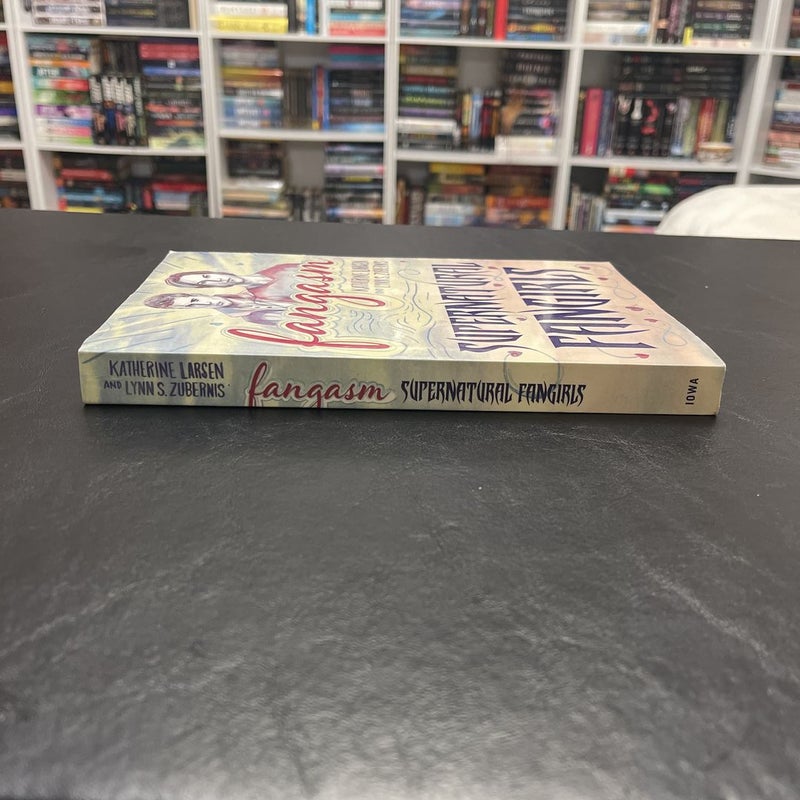 fangasm
SUPERNATURAL
FANGIRLS
KATHERINE LARSEN
AND LYNN S. ZUBERNIS
fangasm SUPERNATURAL FANGIRLS
IOWA